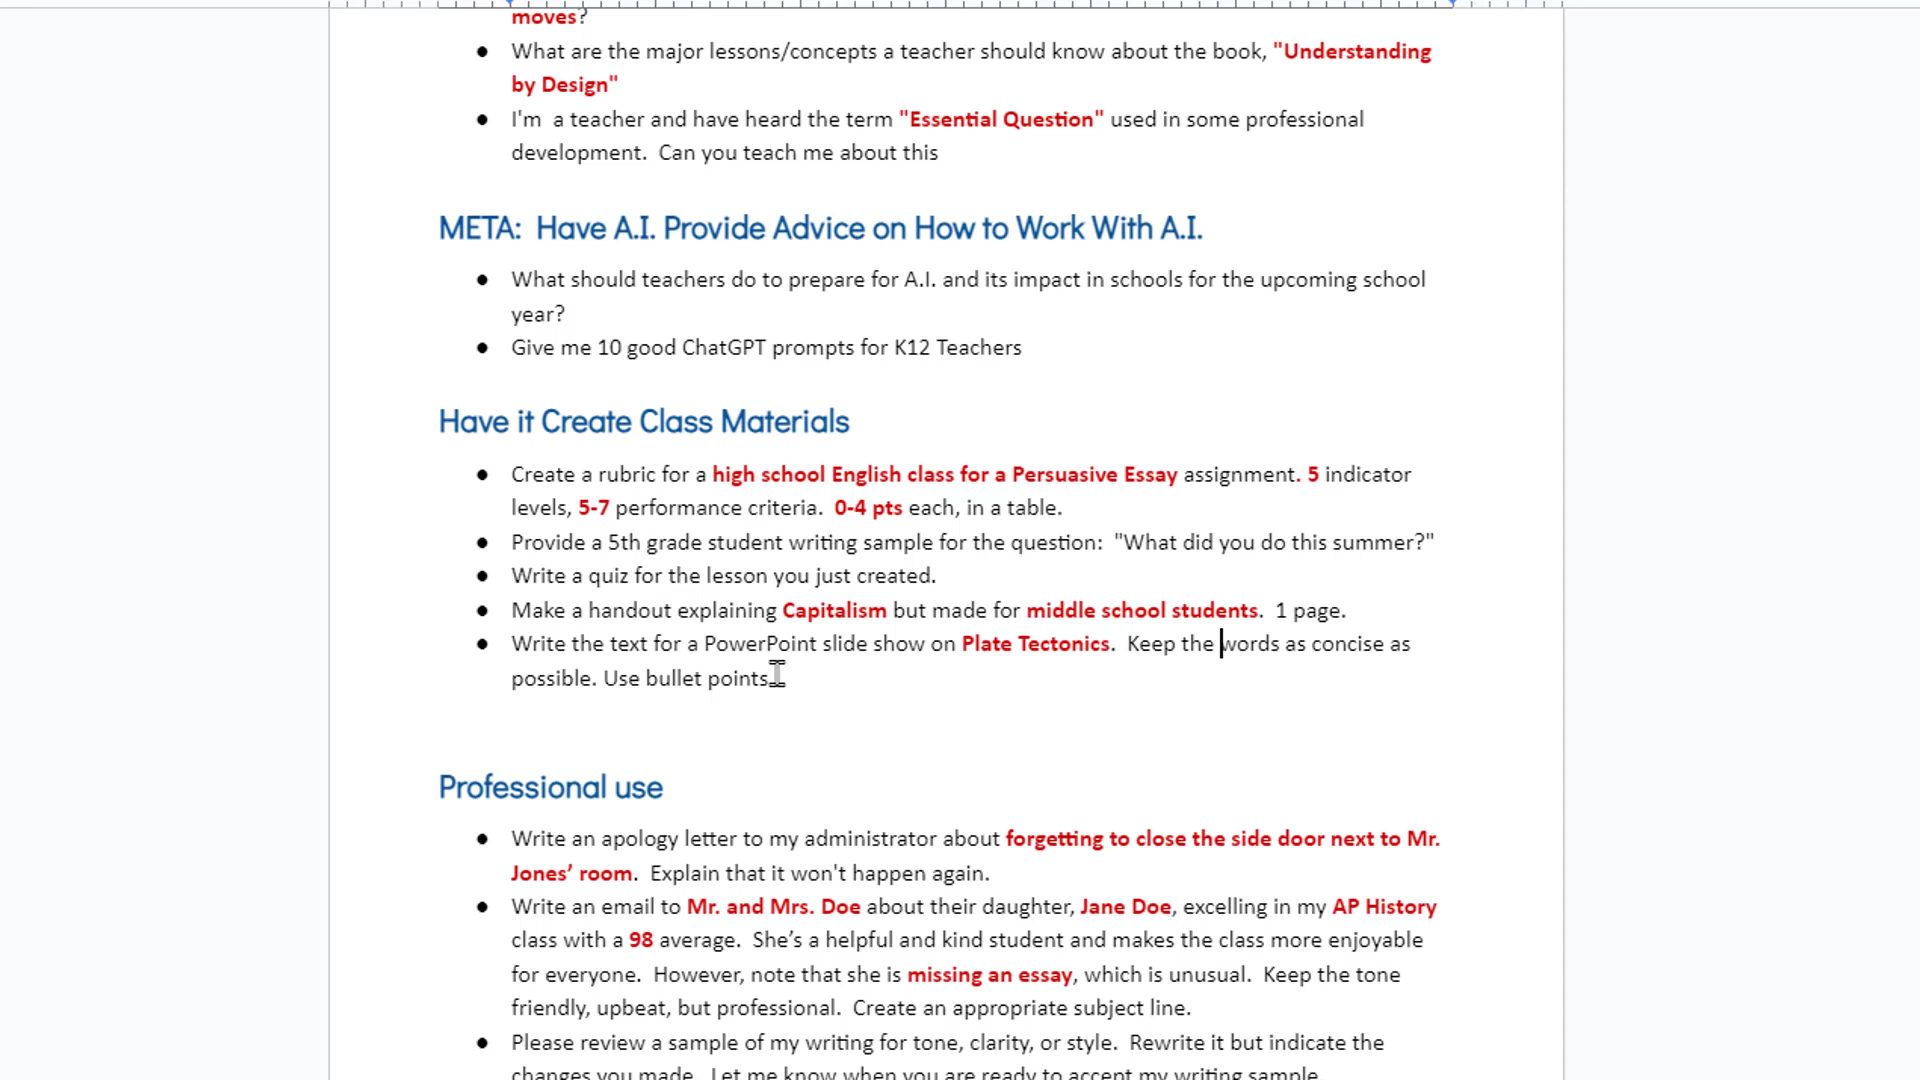 moves?
● What are the major lessons/concepts a teacher should know about the book, "Understanding
by Design"
● I'm  a teacher and have heard the term "Essential Question" used in some professional
development.  Can you teach me about this
META:  Have A.I. Provide Advice on How to Work With A.I.
● What should teachers do to prepare for A.I. and its impact in schools for the upcoming school
year?
● Give me 10 good ChatGPT prompts for K12 Teachers
Have it Create Class Materials
● Create a rubric for a high school English class for a Persuasive Essay assignment. 5 indicator
levels, 5-7 performance criteria.  0-4 pts each, in a table.
● Provide a 5th grade student writing sample for the question:  "What did you do this summer?"
● Write a quiz for the lesson you just created.
● Make a handout explaining Capitalism but made for middle school students.  1 page.
● Write the text for a PowerPoint slide show on Plate Tectonics.  Keep the words as concise as
possible. Use bullet points
Professional use
● Write an apology letter to my administrator about forgetting to close the side door next to Mr.
Jones’ room.  Explain that it won't happen again.
● Write an email to Mr. and Mrs. Doe about their daughter, Jane Doe, excelling in my AP History
class with a 98 average.  She’s a helpful and kind student and makes the class more enjoyable
for everyone.  However, note that she is missing an essay, which is unusual.  Keep the tone
friendly, upbeat, but professional.  Create an appropriate subject line.
● Please review a sample of my writing for tone, clarity, or style.  Rewrite it but indicate the
changes you made.  Let me know when you are ready to accept my writing sample.